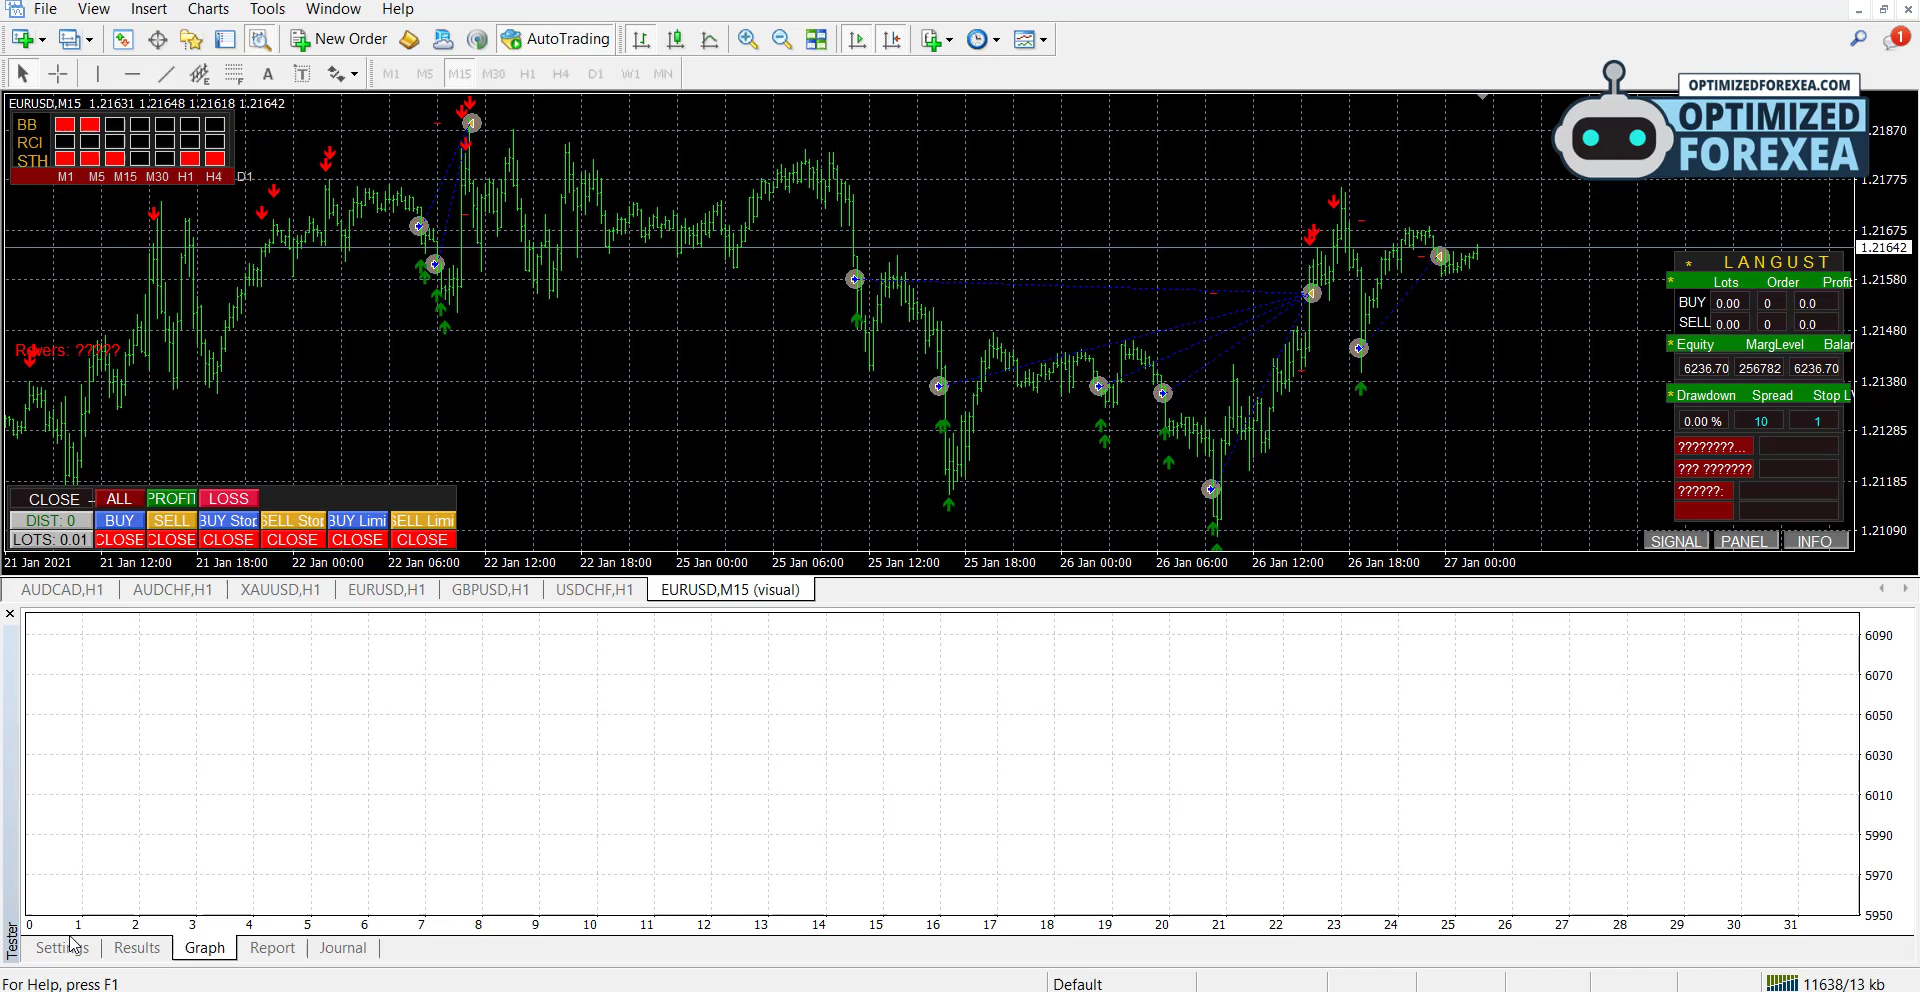 File View Insert Charts Tools Window Help
New Order AutoTrading
1
A T M1 M5 M15 M30 H1 H4 D1 W1 MN
EURUSD,M15 1.21631 1.21648 1.21618 1.21642
BB
RCI
STH
M1 M5 M15 M30 H1 H4 D1
OPTIMIZEDFOREXEA.COM
OPTIMIZED
FOREXEA
1.21870
1.21775
1.21675
1.21642
1.21580
1.21480
1.21380
1.21285
1.21185
1.21090
Revers: ?????
* LANGUST
* Lots Order Profit
BUY 0.00 0 0.0
SELL 0.00 0 0.0
* Equity MargLevel Balar
6236.70 256782 6236.70
* Drawdown Spread Stop LV
0.00 % 10 1
????????...
??? ???????
??????:
SIGNAL PANEL INFO
CLOSE ALL PROFIT LOSS
DIST: 0 BUY SELL BUY Stop SELL Stop BUY Limi SELL Limi
LOTS: 0.01 CLOSE CLOSE CLOSE CLOSE CLOSE CLOSE
21 Jan 2021 21 Jan 12:00 21 Jan 18:00 22 Jan 00:00 22 Jan 06:00 22 Jan 12:00 22 Jan 18:00 25 Jan 00:00 25 Jan 06:00 25 Jan 12:00 25 Jan 18:00 26 Jan 00:00 26 Jan 06:00 26 Jan 12:00 26 Jan 18:00 27 Jan 00:00
AUDCAD,H1 AUDCHF,H1 XAUUSD,H1 EURUSD,H1 GBPUSD,H1 USDCHF,H1 EURUSD,M15 (visual)
6090
6070
6050
6030
6010
5990
5970
5950
0 1 2 3 4 5 6 7 8 9 10 11 12 13 14 15 16 17 18 19 20 21 22 23 24 25 26 27 28 29 30 31
Tester
Settings Results Graph Report Journal
For Help, press F1 Default 11638/13 kb